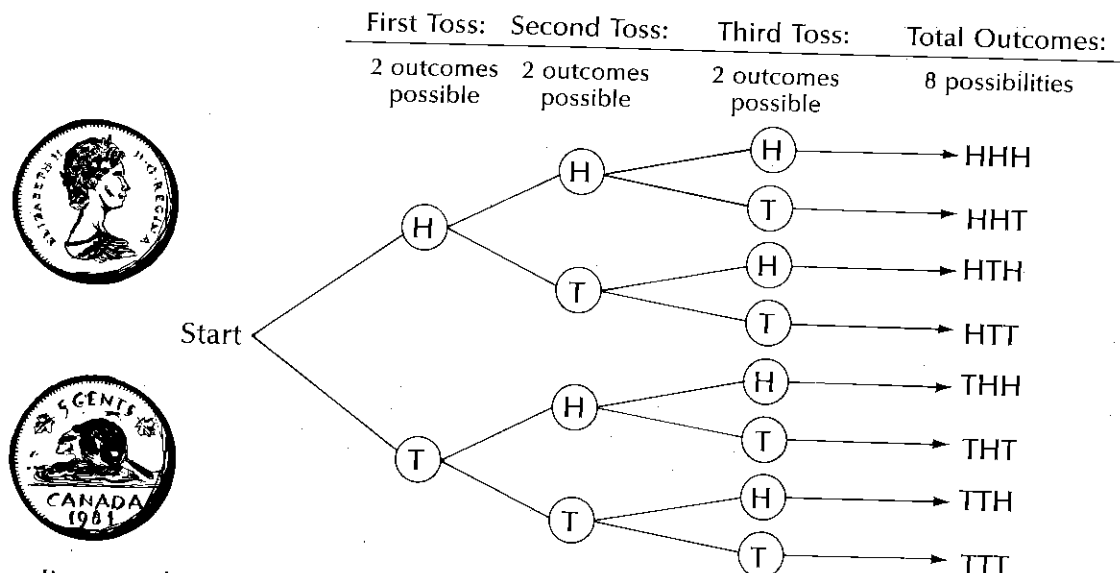 First Toss: Second Toss: Third Toss: Total Outcomes:
2 outcomes possible 2 outcomes possible 2 outcomes possible 8 possibilities
ELIZABETH II D·G·REGINA
H H H HHH
T HHT
T H HTH
T HTT
Start
5 CENTS
CANADA
1981
T H H THH
T THT
T H TTH
T TTT